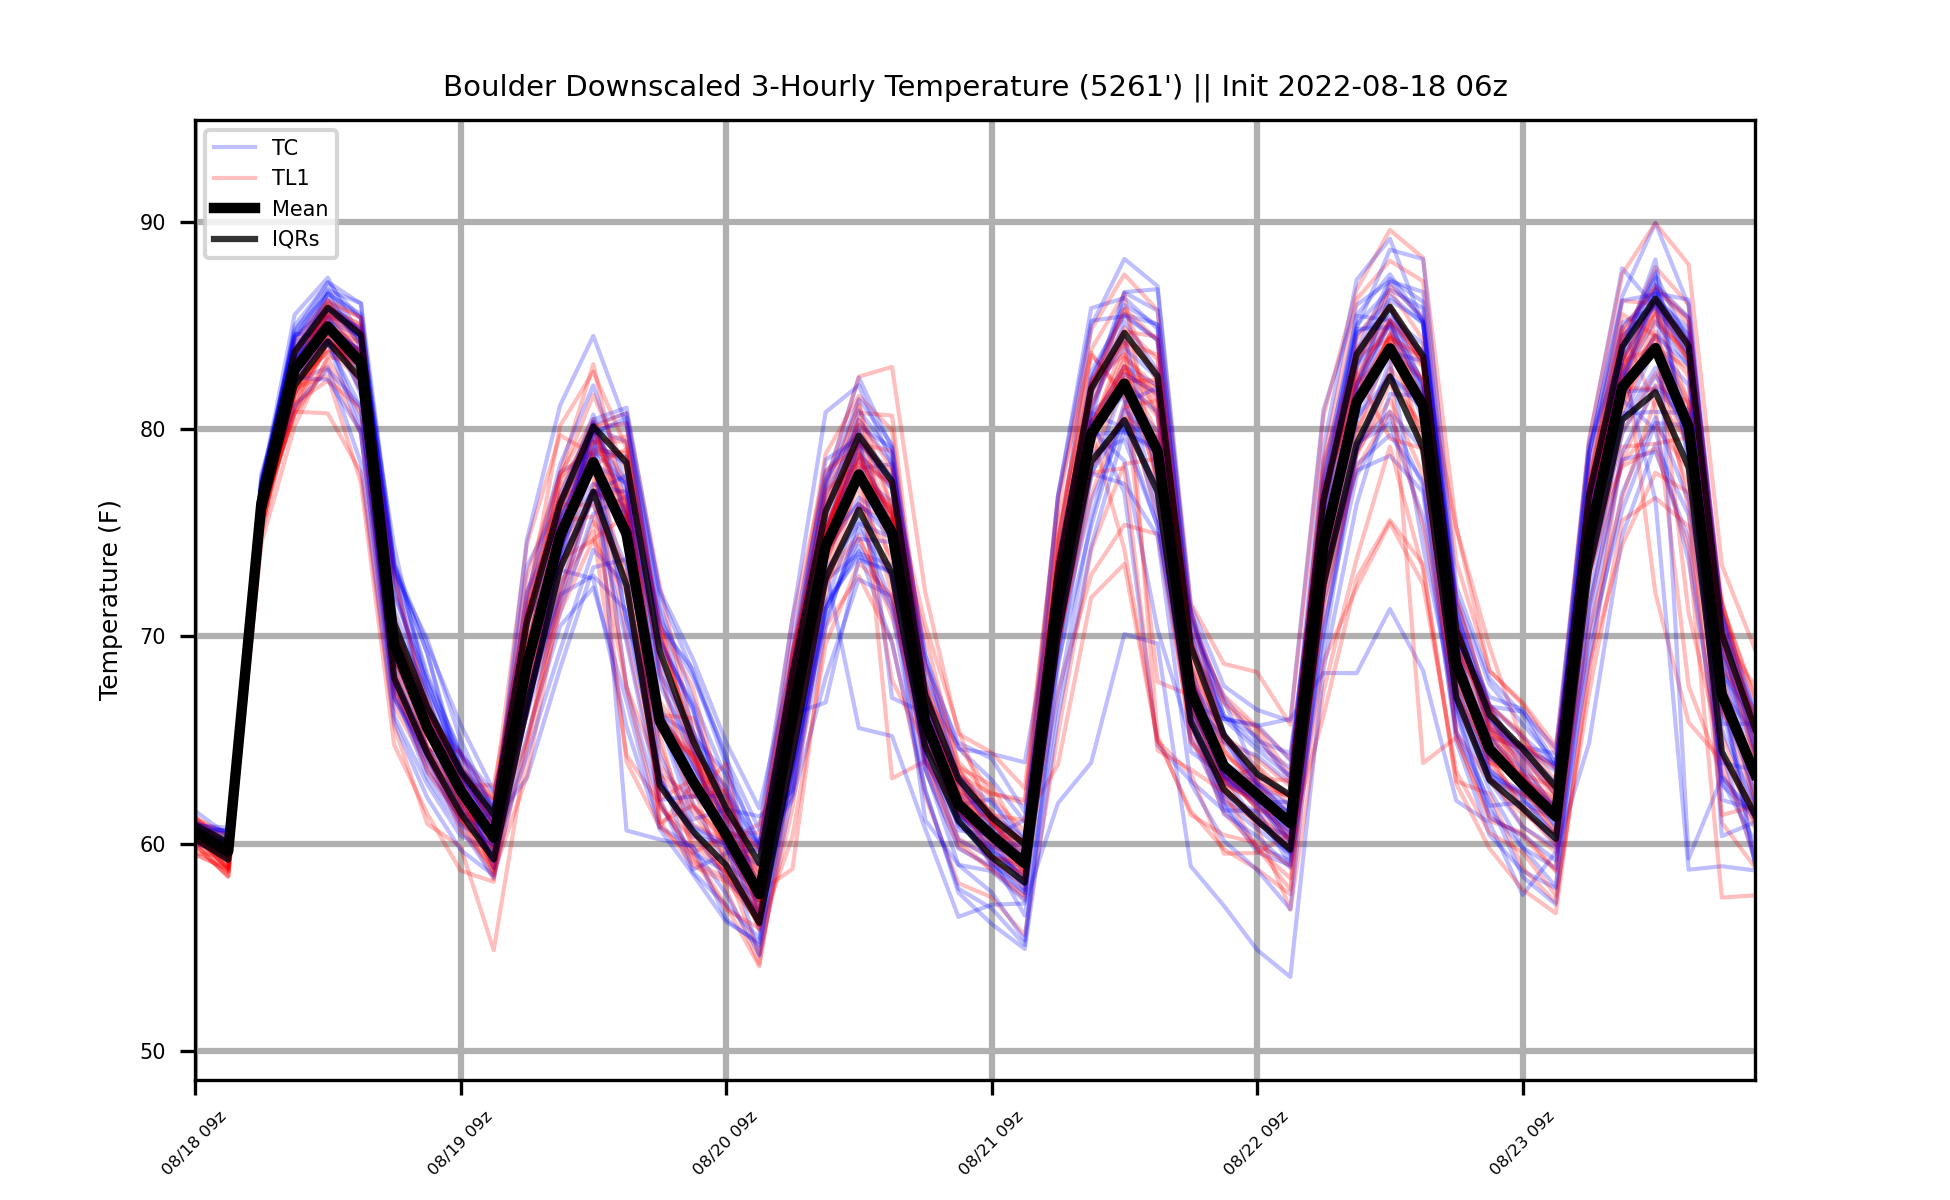 Boulder Downscaled 3-Hourly Temperature (5261') || Init 2022-08-18 06z
TC
TL1
Mean
IQRs
Temperature (F)
90
80
70
60
50
08/18 09z
08/19 09z
08/20 09z
08/21 09z
08/22 09z
08/23 09z